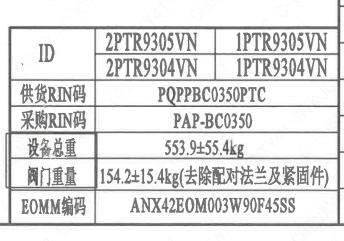 ID 2PTR9305VN 1PTR9305VN
2PTR9304VN 1PTR9304VN
供货RIN码 PQPPBC0350PTC
采购RIN码 PAP-BC0350
设备总重 553.9±55.4kg
阀门重量 154.2±15.4kg(去除配对法兰及紧固件)
EOMM编码 ANX42EOM003W90F45SS